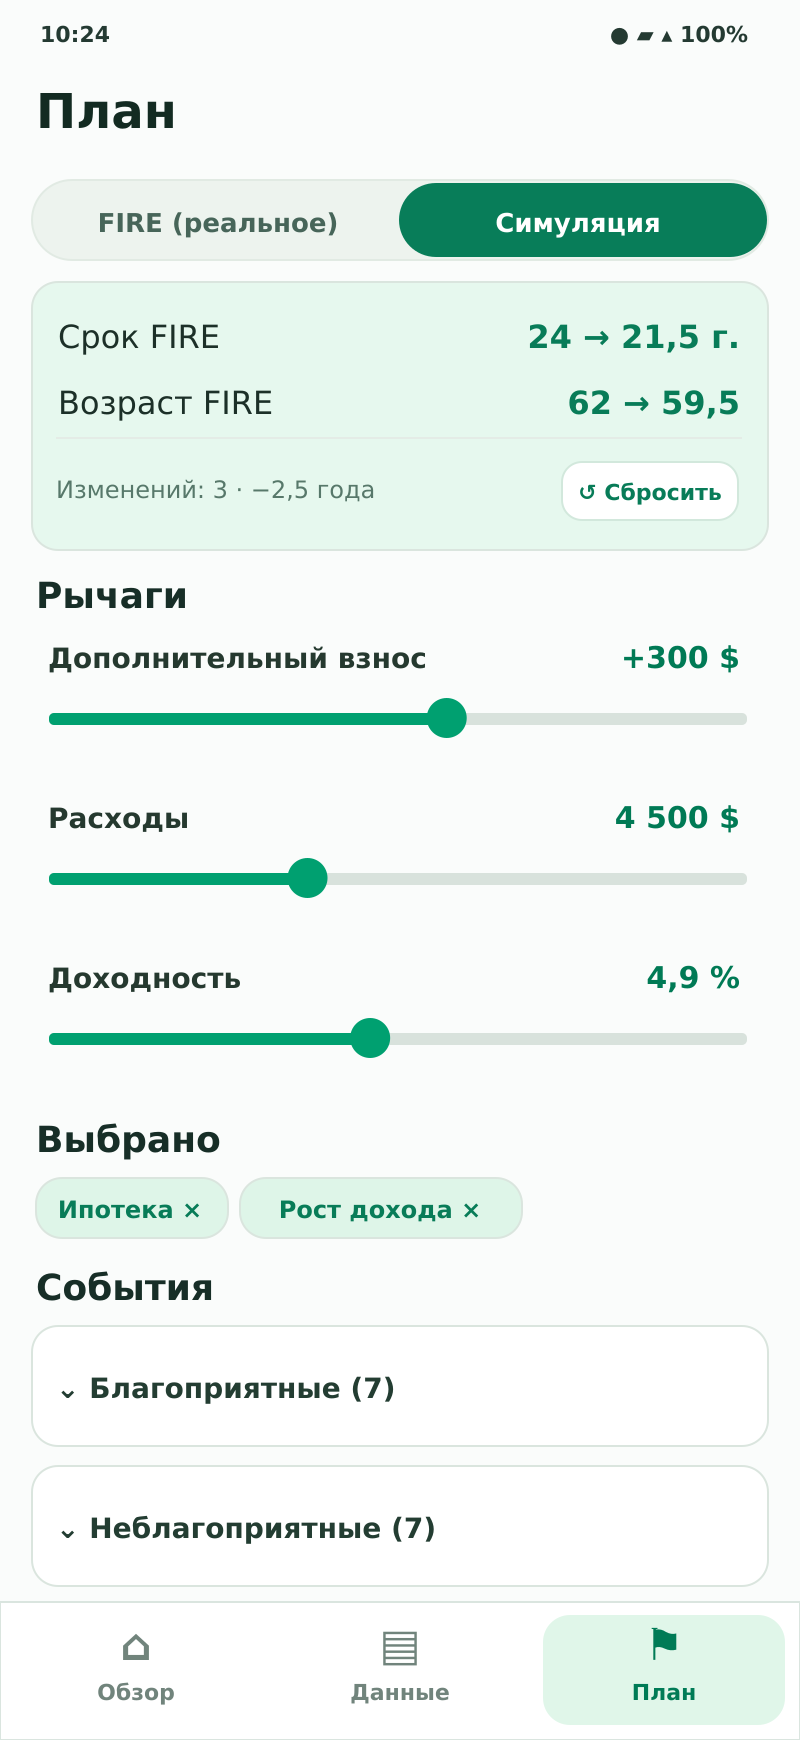 10:24 100%
План
FIRE (реальное) Симуляция
Срок FIRE 24 → 21,5 г.
Возраст FIRE 62 → 59,5
Изменений: 3 · −2,5 года ↺ Сбросить
Рычаги
Дополнительный взнос +300 $
Расходы 4 500 $
Доходность 4,9 %
Выбрано
Ипотека × Рост дохода ×
События
⌄ Благоприятные (7)
⌄ Неблагоприятные (7)
Обзор Данные План